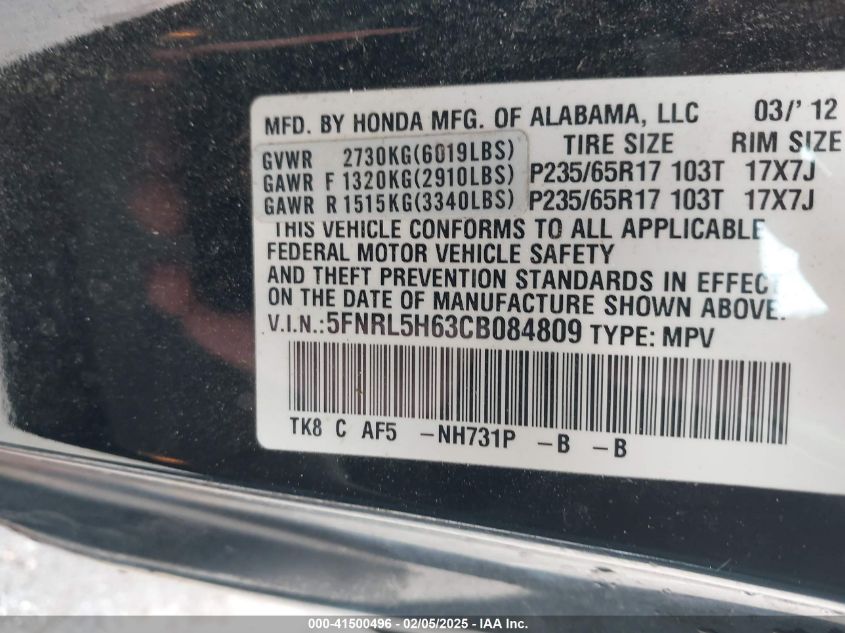 MFD. BY HONDA MFG. OF ALABAMA, LLC 03/' 12
GVWR 2730KG(6019LBS) TIRE SIZE RIM SIZE
GAWR F 1320KG(2910LBS) P235/65R17 103T 17X7J
GAWR R 1515KG(3340LBS) P235/65R17 103T 17X7J
THIS VEHICLE CONFORMS TO ALL APPLICABLE
FEDERAL MOTOR VEHICLE SAFETY
AND THEFT PREVENTION STANDARDS IN EFFECT
ON THE DATE OF MANUFACTURE SHOWN ABOVE.
V.I.N.:5FNRL5H63CB084809 TYPE: MPV
TK8 C AF5 -NH731P -B -B
000-41500496 - 02/05/2025 - IAA Inc.